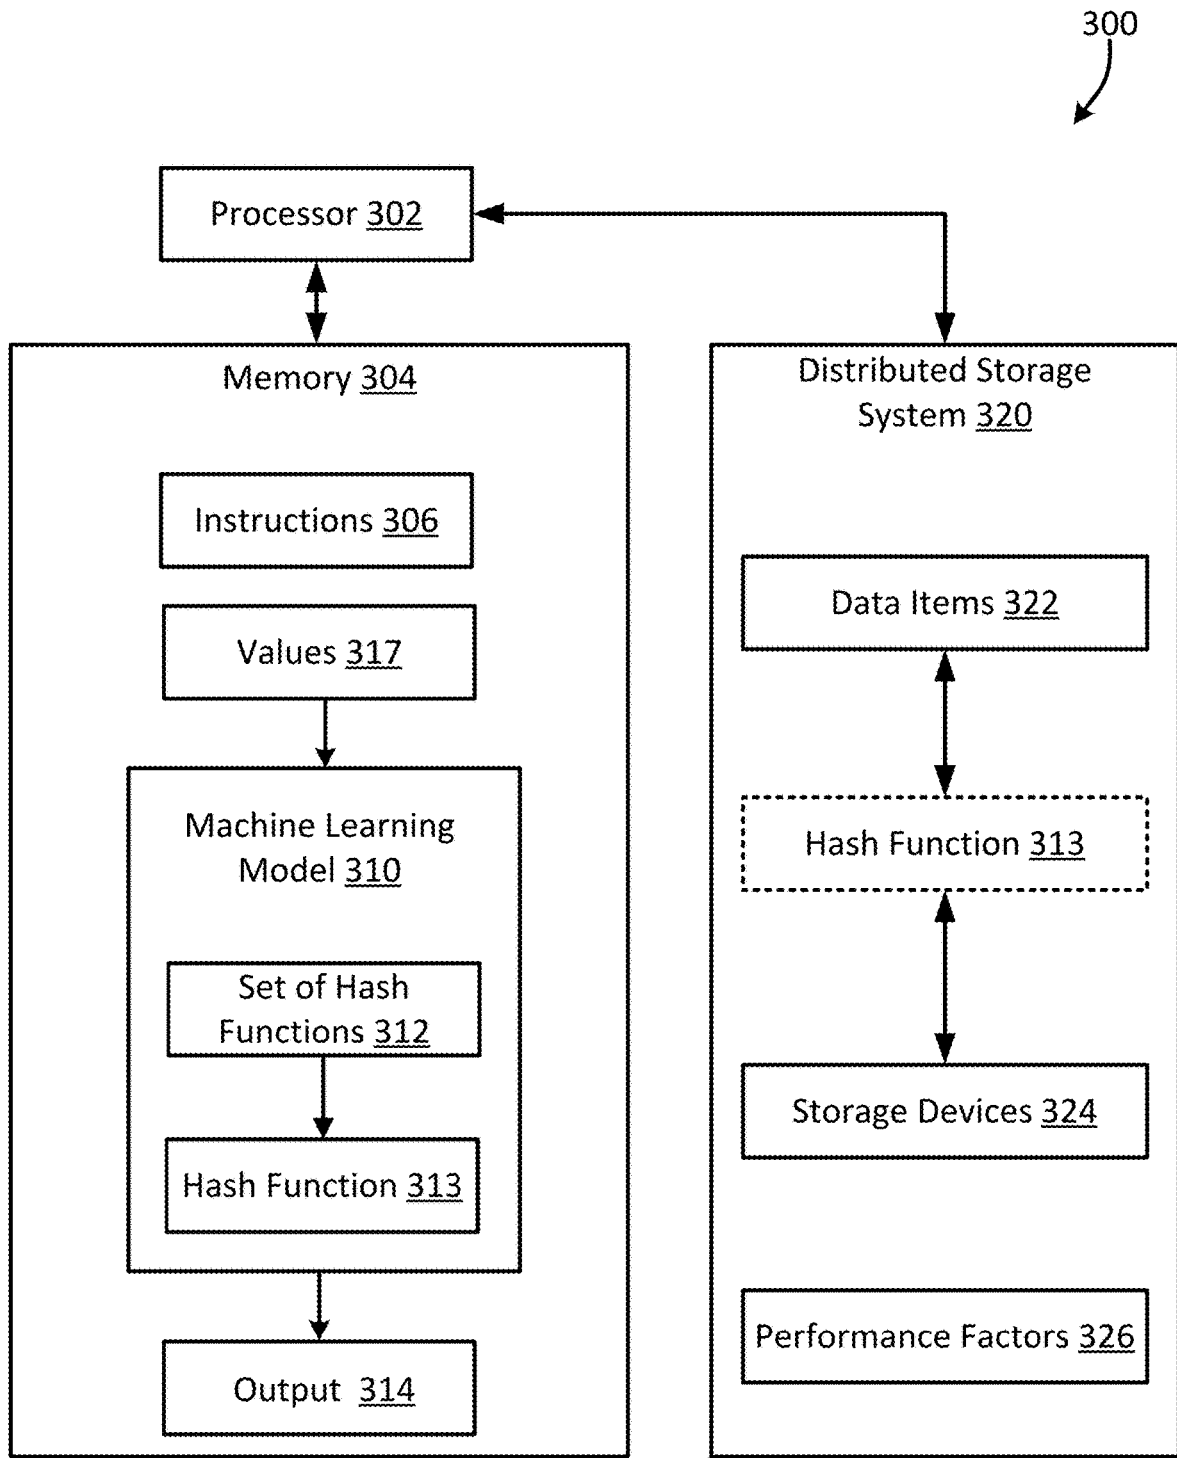 300
Processor 302
Memory 304
Instructions 306
Values 317
Machine Learning
Model 310
Set of Hash
Functions 312
Hash Function 313
Output 314
Distributed Storage
System 320
Data Items 322
Hash Function 313
Storage Devices 324
Performance Factors 326